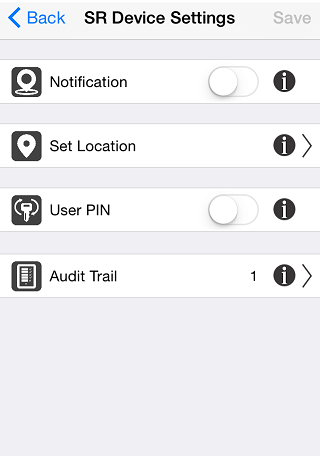 Back SR Device Settings Save
Notification
Set Location
User PIN
Audit Trail 1